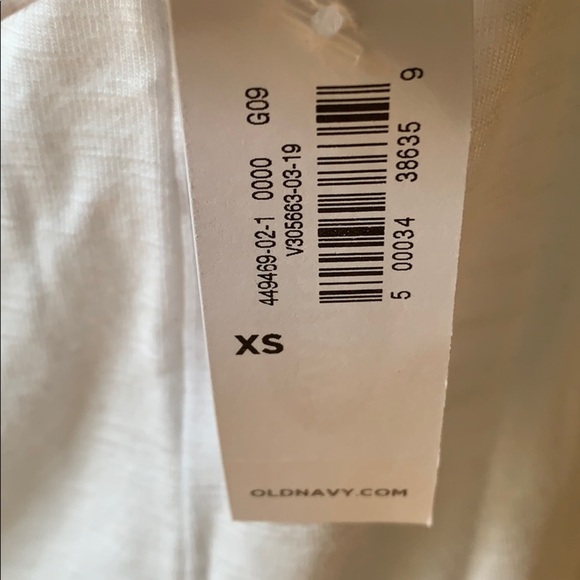 449469-02-1 0000 G09
V305663-03-19
5 00034 38635 9
XS
OLDNAVY.COM